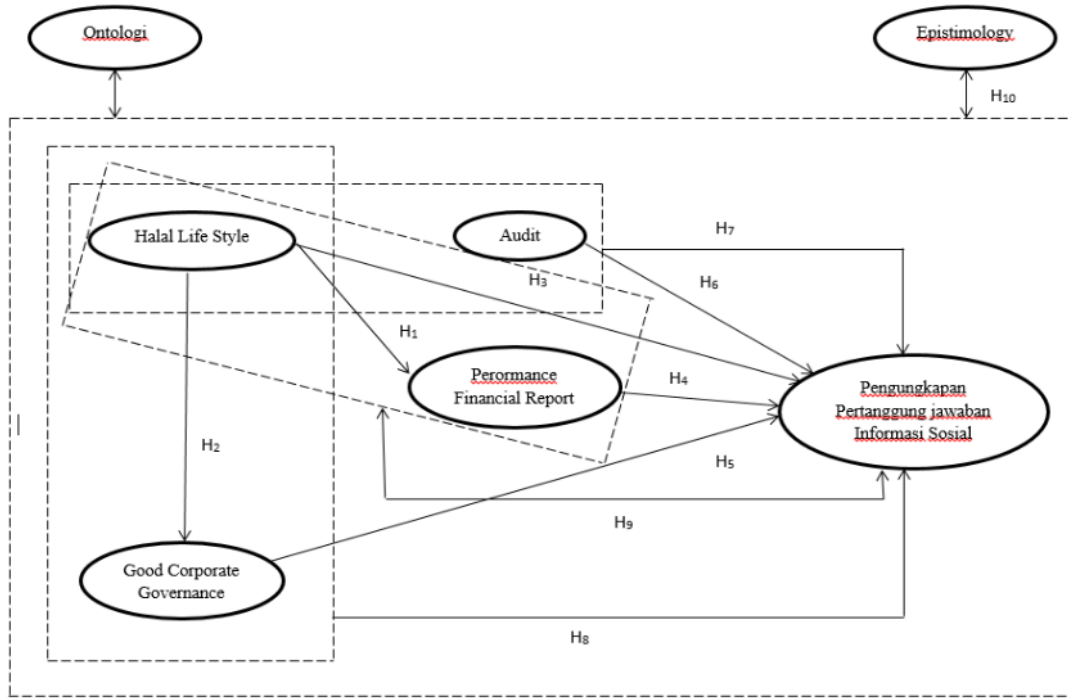 Ontologi
Epistimology
H10
Halal Life Style
Audit
H7
H3
H6
H1
Perormance
Financial Report
H4
Pengungkapan
Pertanggung jawaban
Informasi Sosial
H2
H5
H9
Good Corporate
Governance
H8